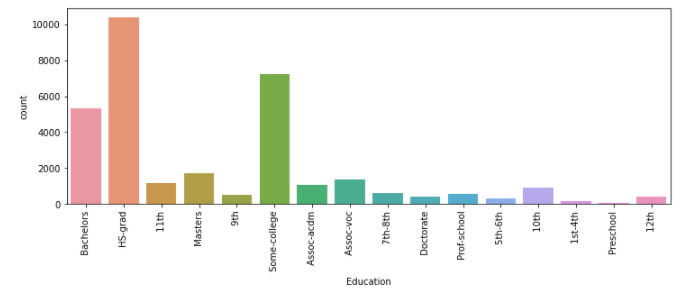 10000
8000
6000
4000
2000
0
count
Bachelors
HS-grad
11th
Masters
9th
Some-college
Assoc-acdm
Assoc-voc
7th-8th
Doctorate
Prof-school
5th-6th
10th
1st-4th
Preschool
12th
Education